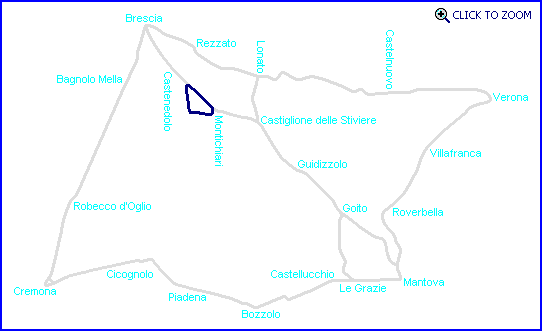 CLICK TO ZOOM
Brescia
Rezzato
Lonato
Castelnuovo
Bagnolo Mella
Castenedolo
Verona
Montichiari
Castiglione delle Stiviere
Villafranca
Guidizzolo
Robecco d'Oglio
Goito
Roverbella
Cicognolo
Castellucchio
Mantova
Cremona
Piadena
Le Grazie
Bozzolo